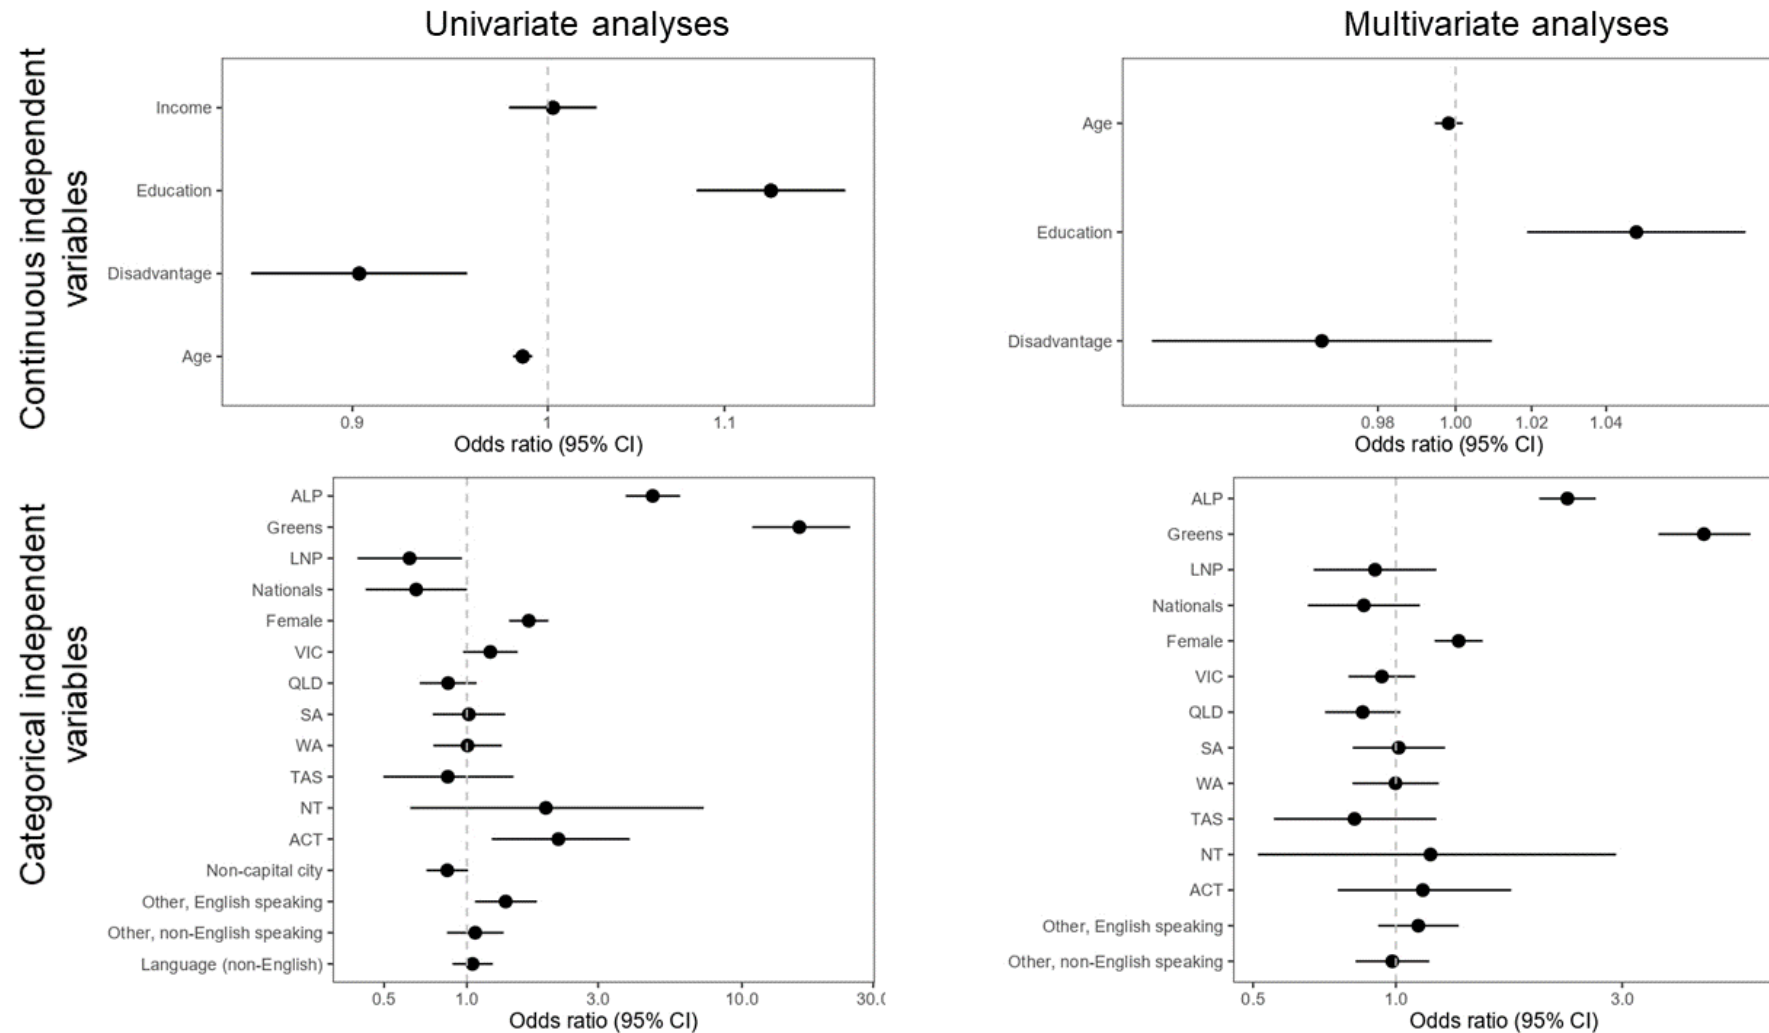 Univariate analyses
Multivariate analyses
Continuous independent
variables
Income
Education
Disadvantage
Age
0.9
1
1.1
Odds ratio (95% CI)
Age
Education
Disadvantage
0.98
1.00
1.02
1.04
Odds ratio (95% CI)
Categorical independent
variables
ALP
Greens
LNP
Nationals
Female
VIC
QLD
SA
WA
TAS
NT
ACT
Non-capital city
Other, English speaking
Other, non-English speaking
Language (non-English)
0.5
1.0
3.0
10.0
30.0
Odds ratio (95% CI)
ALP
Greens
LNP
Nationals
Female
VIC
QLD
SA
WA
TAS
NT
ACT
Other, English speaking
Other, non-English speaking
0.5
1.0
3.0
Odds ratio (95% CI)